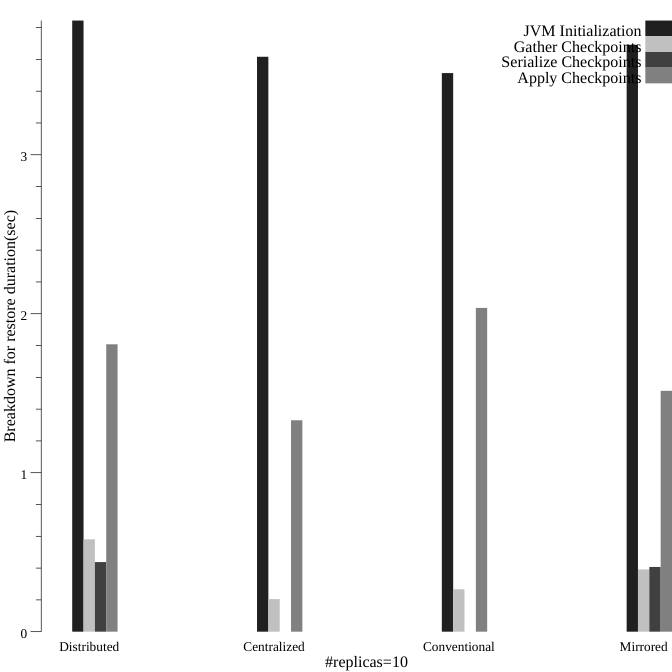 JVM Initialization
Gather Checkpoints
Serialize Checkpoints
Apply Checkpoints
Breakdown for restore duration(sec)
3
2
1
0
Distributed
Centralized
Conventional
Mirrored
#replicas=10